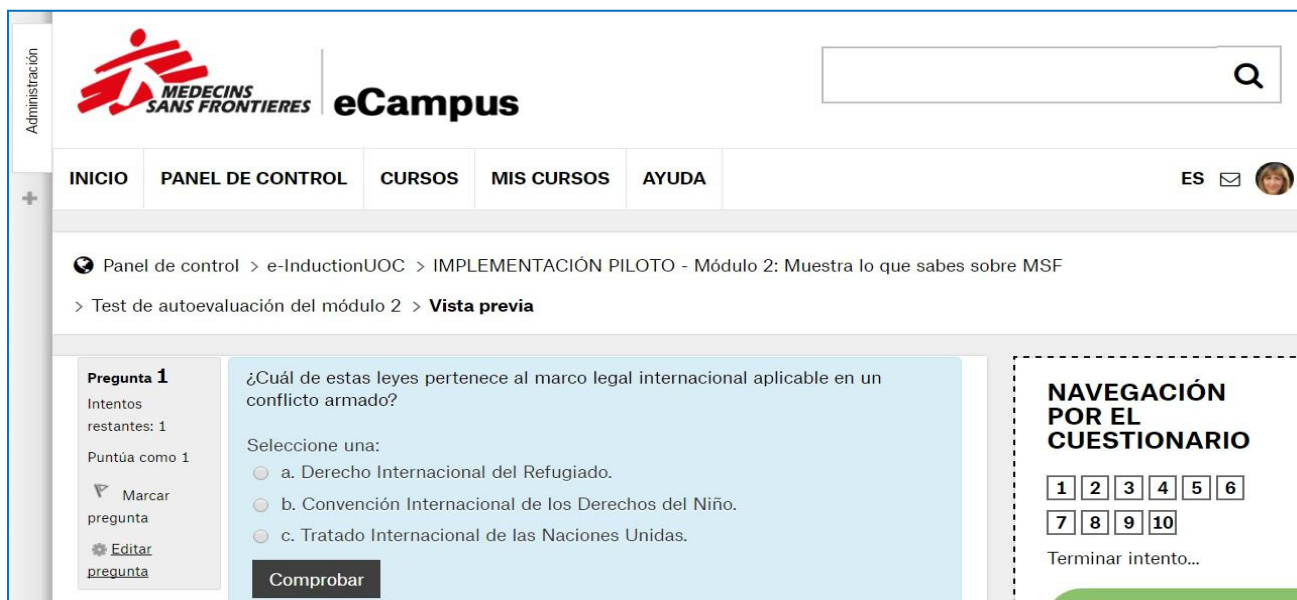 Administración
MEDECINS
SANS FRONTIERES
eCampus
INICIO PANEL DE CONTROL CURSOS MIS CURSOS AYUDA ES
Panel de control > e-InductionUOC > IMPLEMENTACIÓN PILOTO - Módulo 2: Muestra lo que sabes sobre MSF
> Test de autoevaluación del módulo 2 > Vista previa
Pregunta 1
Intentos
restantes: 1
Puntúa como 1
Marcar
pregunta
Editar
pregunta
¿Cuál de estas leyes pertenece al marco legal internacional aplicable en un
conflicto armado?
Seleccione una:
a. Derecho Internacional del Refugiado.
b. Convención Internacional de los Derechos del Niño.
c. Tratado Internacional de las Naciones Unidas.
Comprobar
NAVEGACIÓN
POR EL
CUESTIONARIO
1 2 3 4 5 6
7 8 9 10
Terminar intento...